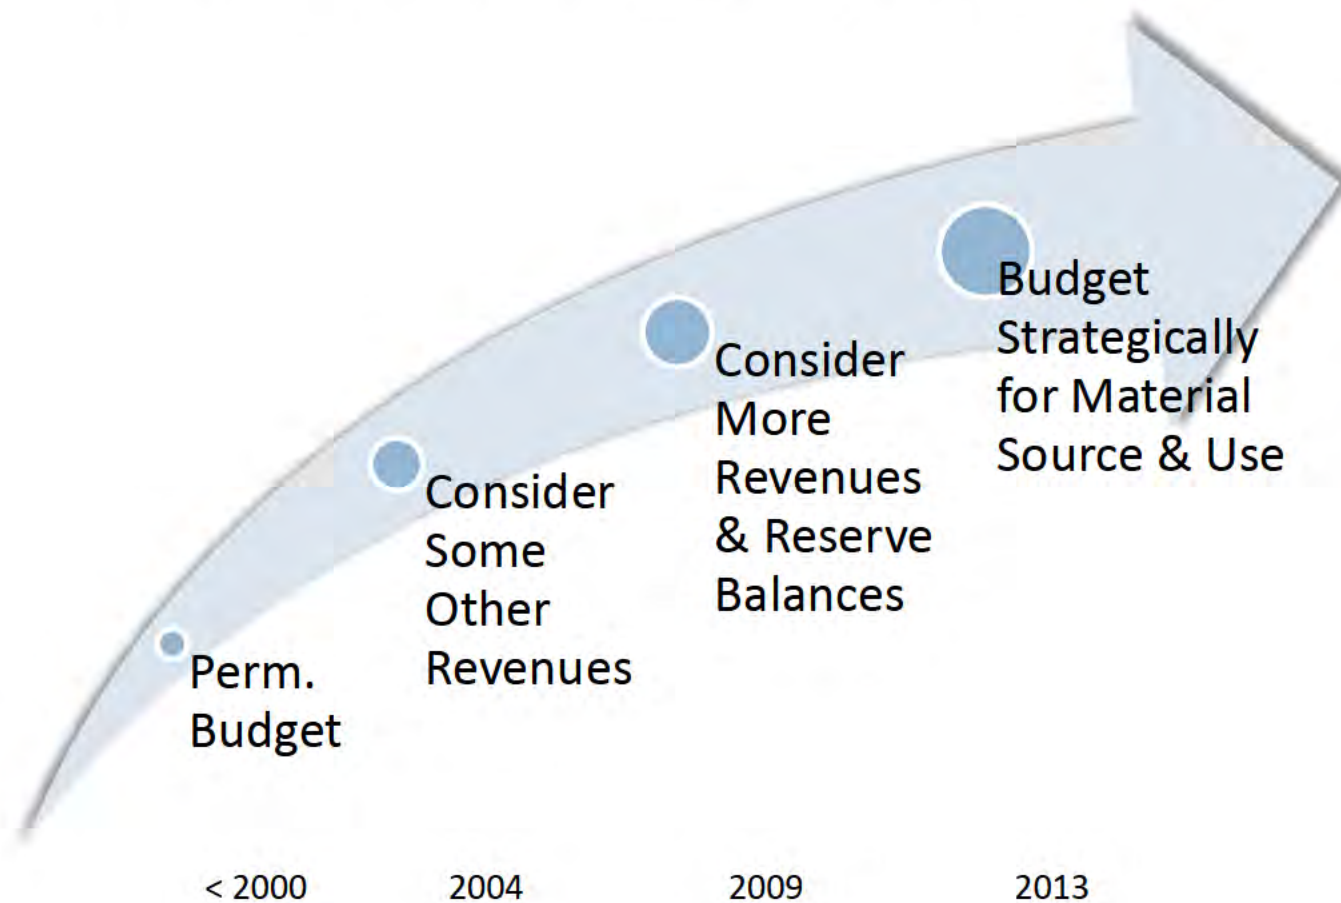 Perm.
Budget
Consider
Some
Other
Revenues
Consider
More
Revenues
& Reserve
Balances
Budget
Strategically
for Material
Source & Use
< 2000
2004
2009
2013